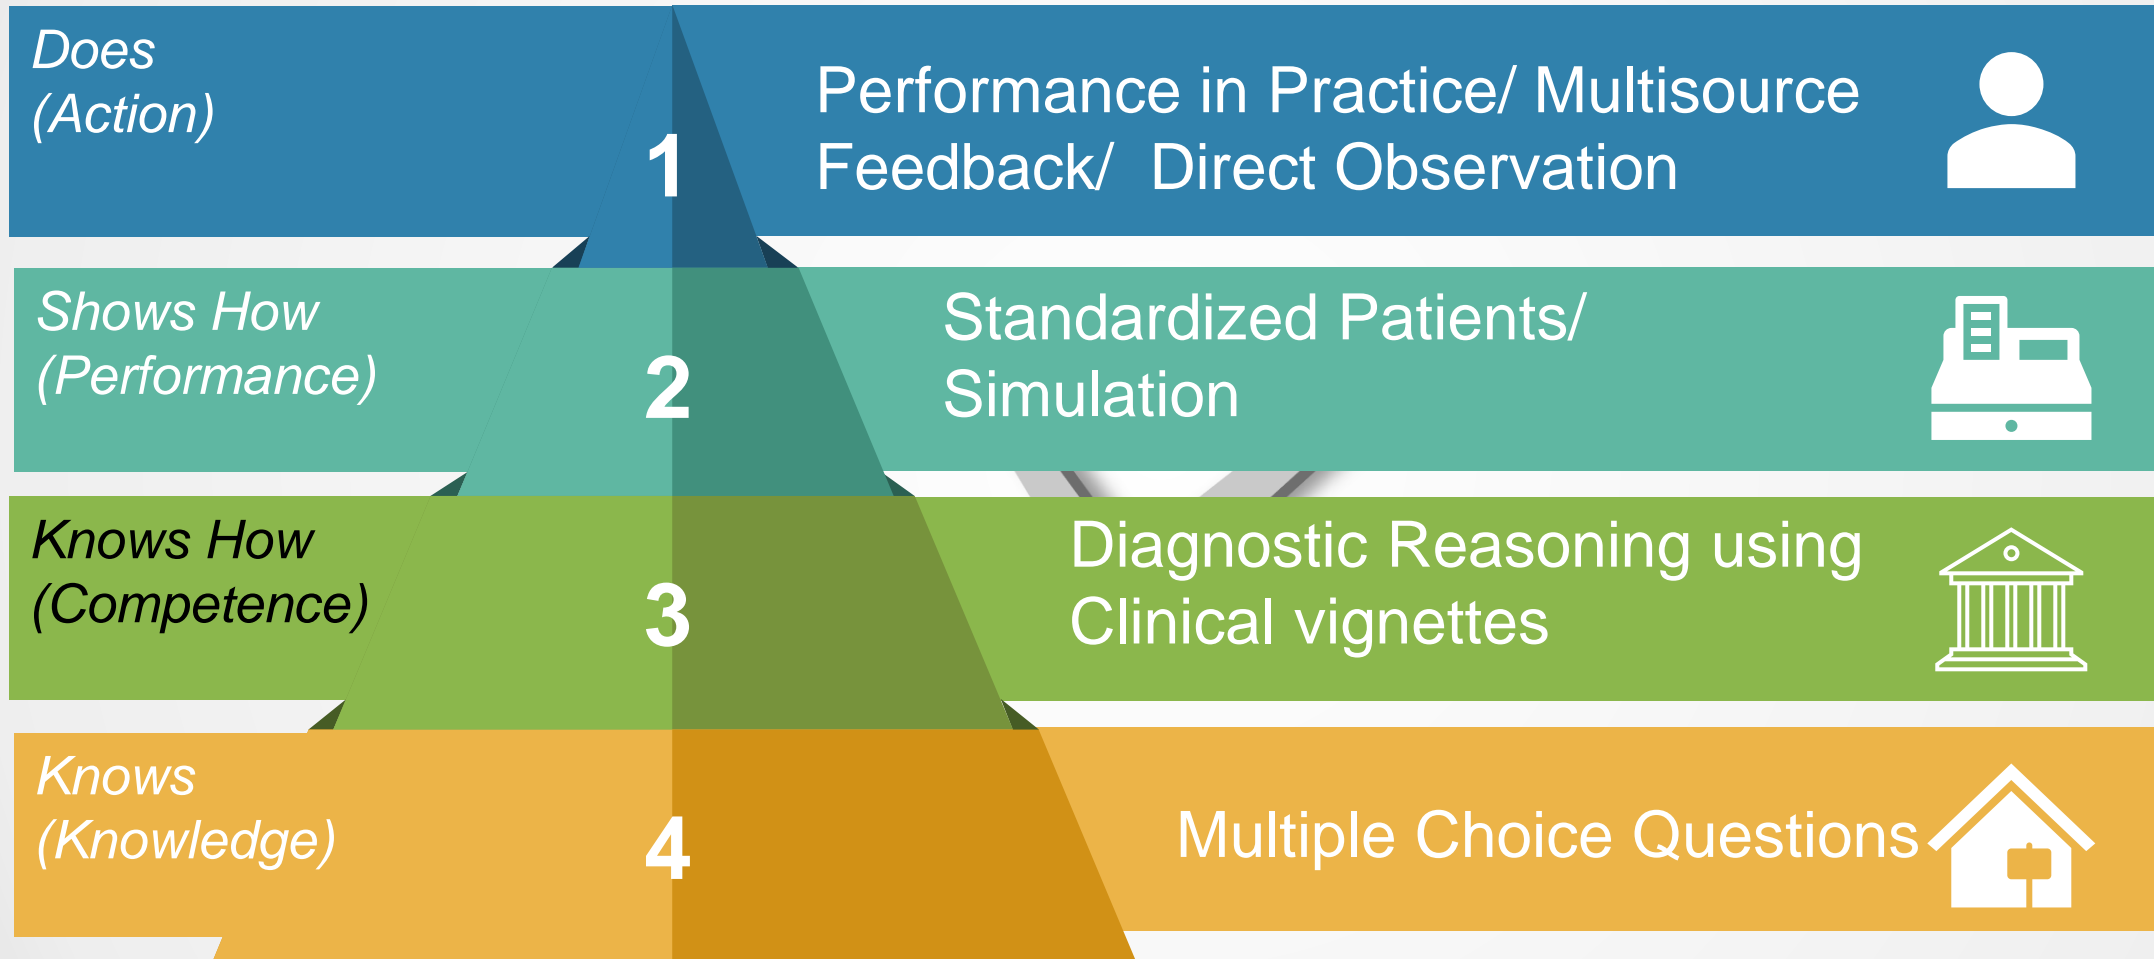 Does
(Action)
1
Performance in Practice/ Multisource
Feedback/ Direct Observation
Shows How
(Performance)
2
Standardized Patients/
Simulation
Knows How
(Competence)
3
Diagnostic Reasoning using
Clinical vignettes
Knows
(Knowledge)
4
Multiple Choice Questions